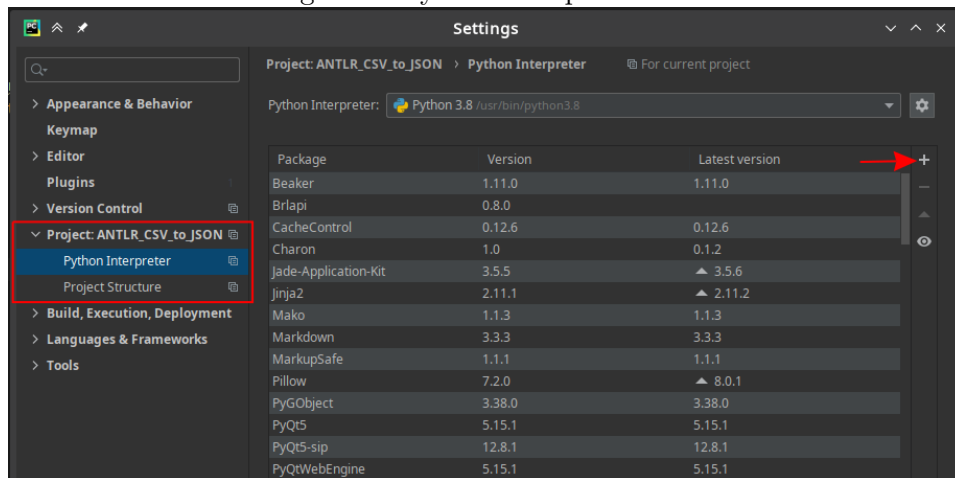 Settings
Project: ANTLR_CSV_to_JSON › Python Interpreter For current project
Appearance & Behavior
Keymap
Editor
Plugins
Version Control
Project: ANTLR_CSV_to_JSON
Python Interpreter
Project Structure
Build, Execution, Deployment
Languages & Frameworks
Tools
Python Interpreter: Python 3.8 /usr/bin/python3.8
Package Version Latest version
Beaker 1.11.0 1.11.0
Brlapi 0.8.0
CacheControl 0.12.6 0.12.6
Charon 1.0 0.1.2
Jade-Application-Kit 3.5.5 ▲ 3.5.6
Jinja2 2.11.1 ▲ 2.11.2
Mako 1.1.3 1.1.3
Markdown 3.3.3 3.3.3
MarkupSafe 1.1.1 1.1.1
Pillow 7.2.0 ▲ 8.0.1
PyGObject 3.38.0 3.38.0
PyQt5 5.15.1 5.15.1
PyQt5-sip 12.8.1 12.8.1
PyQtWebEngine 5.15.1 5.15.1